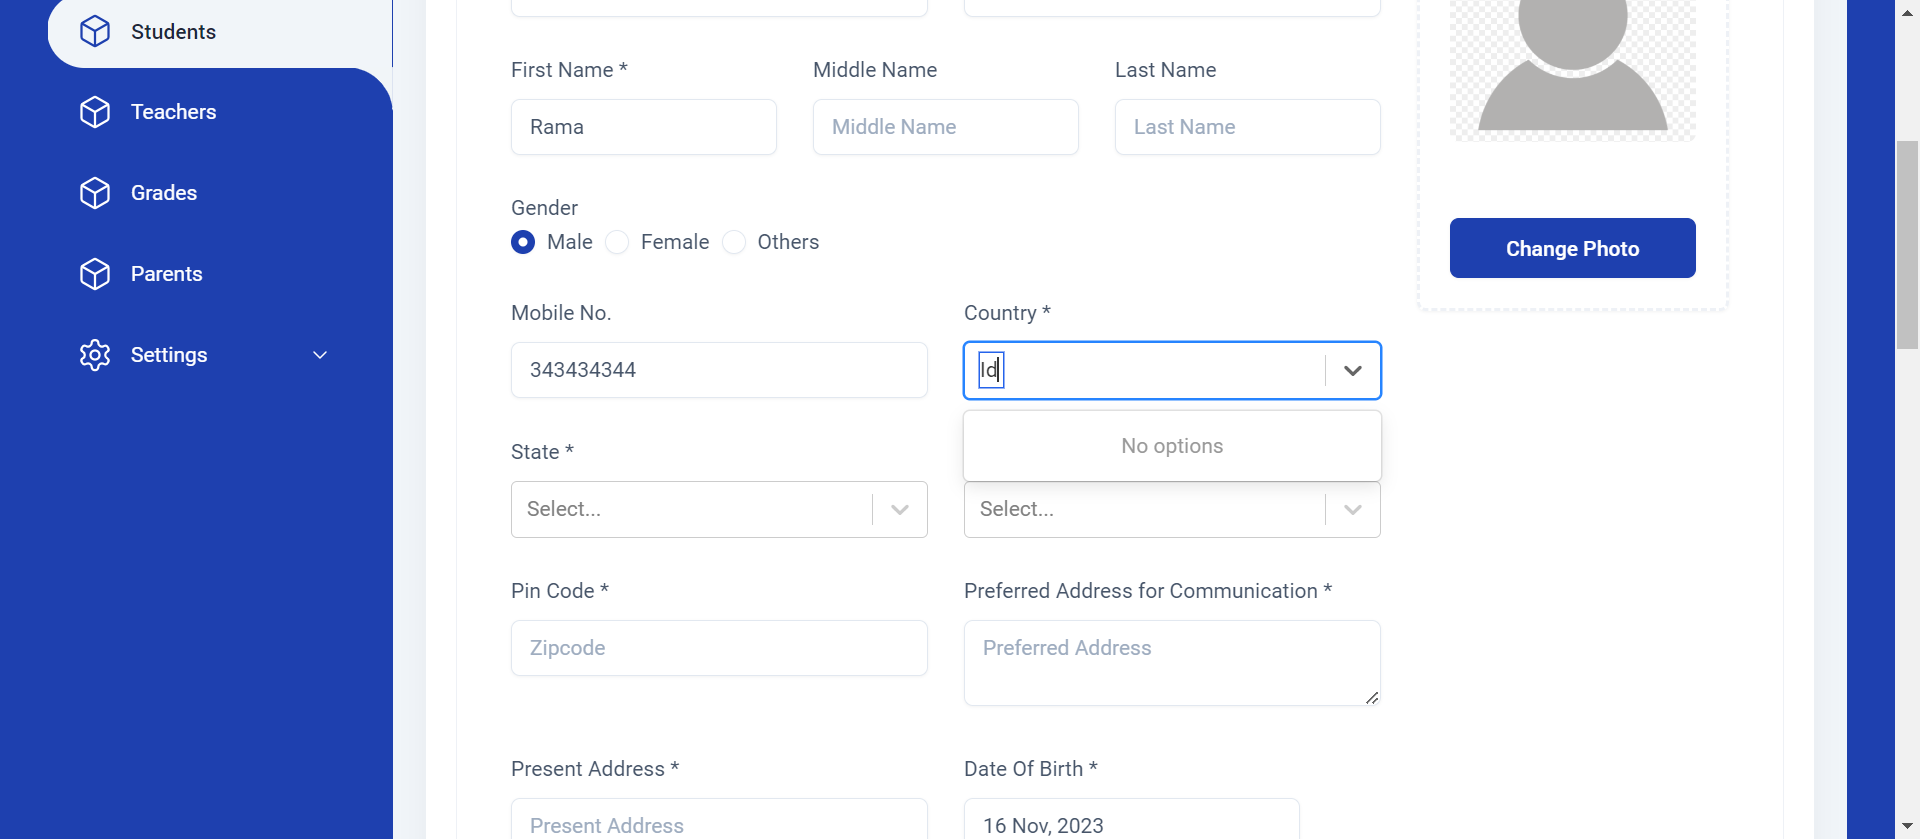 Students
Teachers
Grades
Parents
Settings
First Name *
Middle Name
Last Name
Rama
Middle Name
Last Name
Gender
Male
Female
Others
Change Photo
Mobile No.
Country *
343434344
Id
No options
State *
Select...
Select...
Pin Code *
Preferred Address for Communication *
Zipcode
Preferred Address
Present Address *
Date Of Birth *
Present Address
16 Nov, 2023